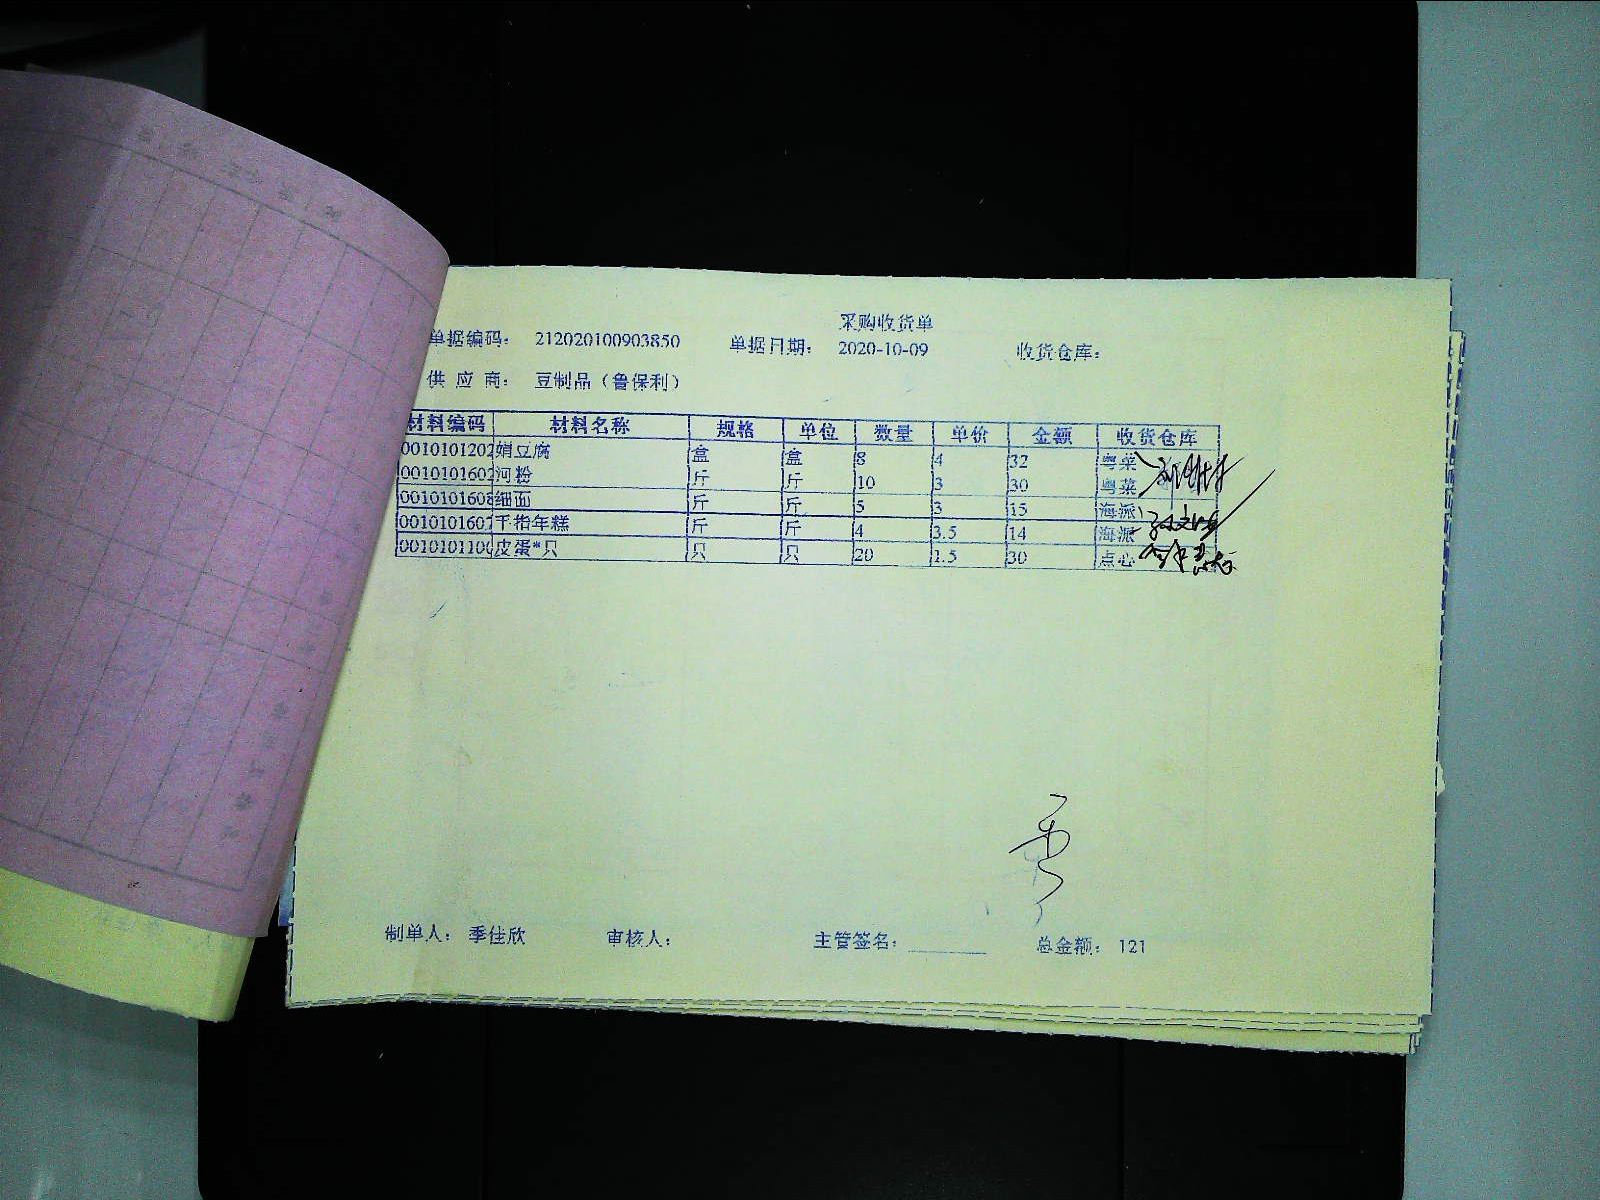 采购收货单
单据编码： 212020100903850 单据日期： 2020-10-09 收货仓库：
供 应 商： 豆制品（鲁保利）
材料编码 材料名称 规格 单位 数量 单价 金额 收货仓库
0010101202 绢豆腐 盒 盒 8 4 32 粤菜
0010101602 河粉 斤 斤 10 3 30 粤菜
0010101608 细面 斤 斤 5 3 15 海派
0010101607 手指年糕 斤 斤 4 3.5 14 海派
0010101100 皮蛋*只 只 只 20 1.5 30 点心
制单人： 季佳欣 审核人： 主管签名： 总金额： 121